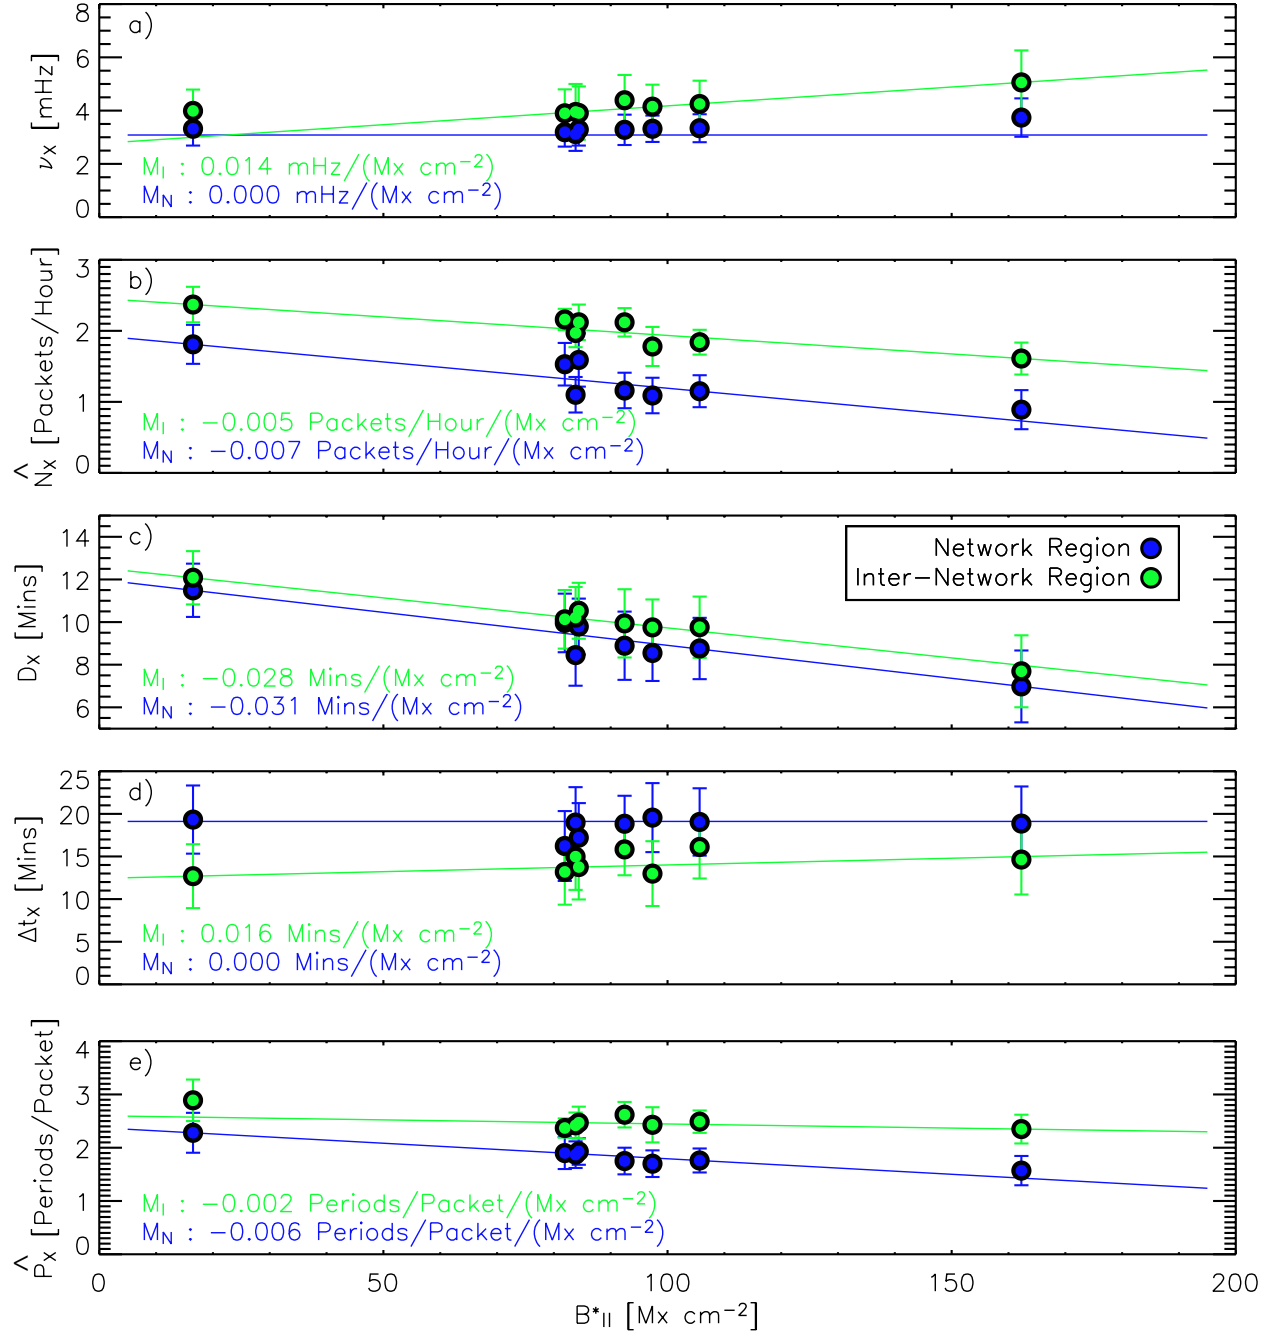 a)
8
6
4
2
0
νx [mHz]
M_I : 0.014 mHz/(Mx cm⁻²)
M_N : 0.000 mHz/(Mx cm⁻²)
b)
3
2
1
0
N̂x [Packets/Hour]
M_I : −0.005 Packets/Hour/(Mx cm⁻²)
M_N : −0.007 Packets/Hour/(Mx cm⁻²)
c)
14
12
10
8
6
Dx [Mins]
Network Region
Inter−Network Region
M_I : −0.028 Mins/(Mx cm⁻²)
M_N : −0.031 Mins/(Mx cm⁻²)
d)
25
20
15
10
5
0
Δtx [Mins]
M_I : 0.016 Mins/(Mx cm⁻²)
M_N : 0.000 Mins/(Mx cm⁻²)
e)
4
3
2
1
0
P̂x [Periods/Packet]
M_I : −0.002 Periods/Packet/(Mx cm⁻²)
M_N : −0.006 Periods/Packet/(Mx cm⁻²)
0 50 100 150 200
B*_II [Mx cm⁻²]